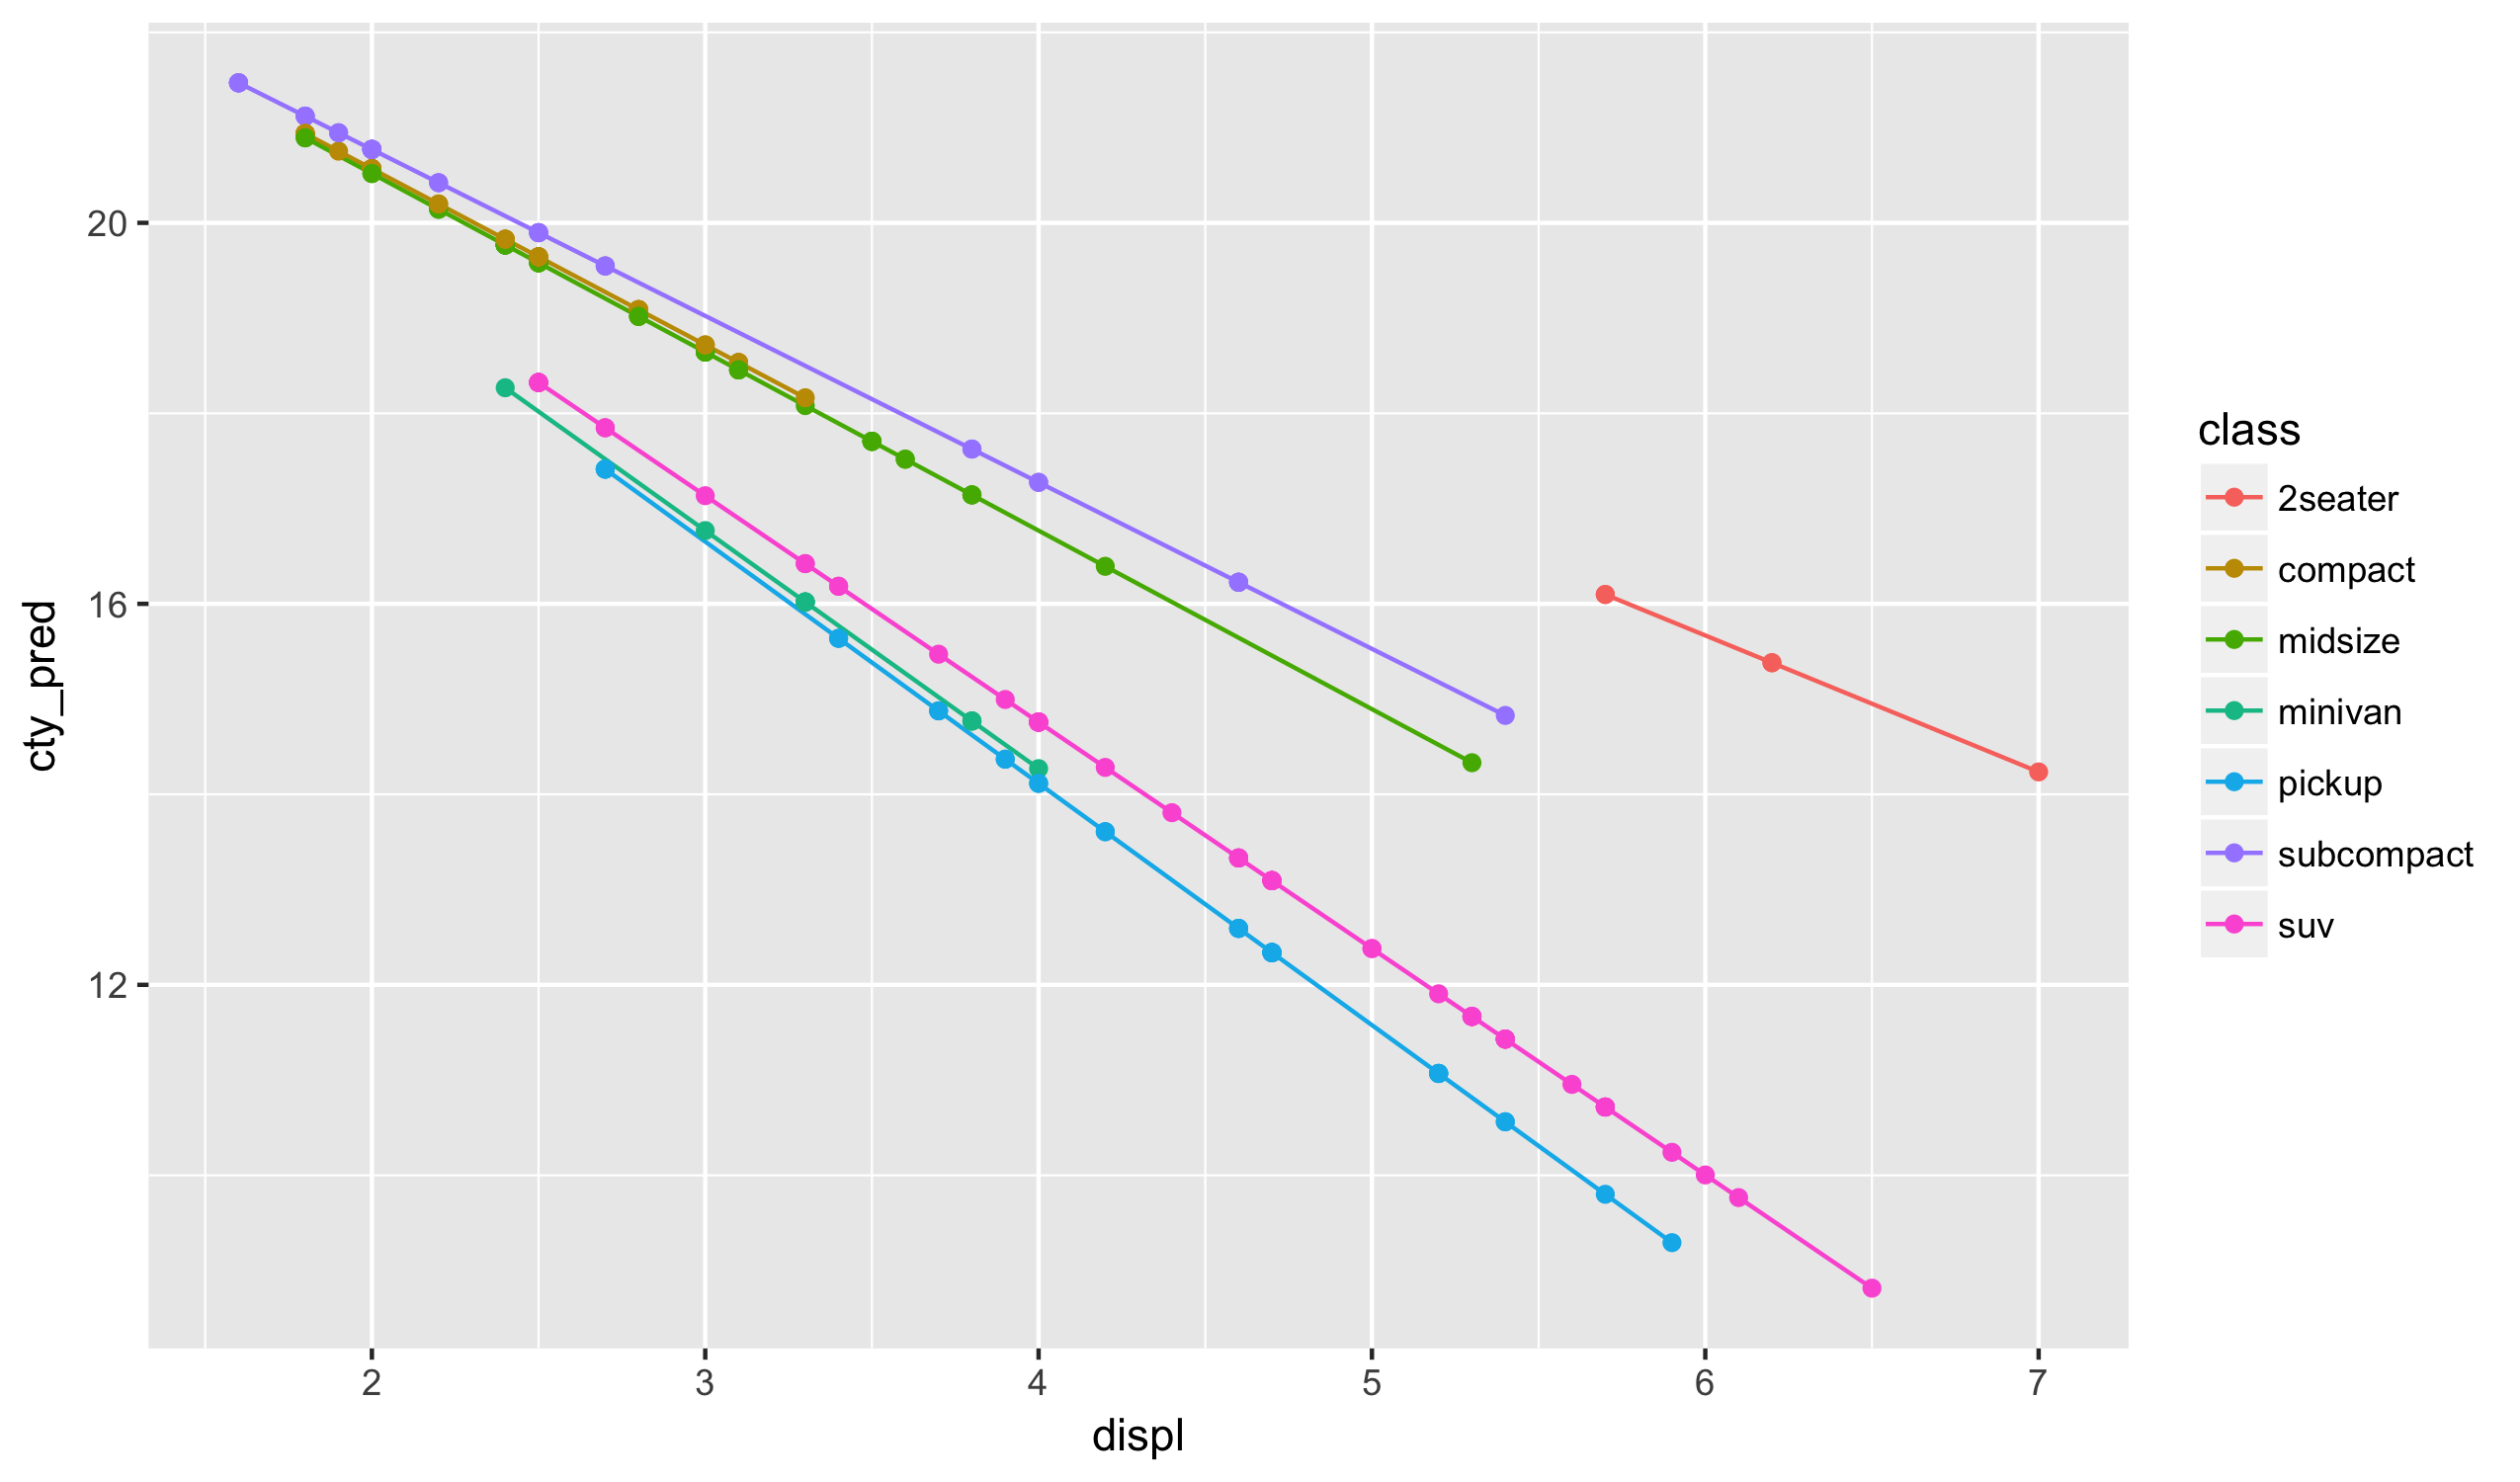 cty_pred
20
16
12
2
3
4
5
6
7
displ
class
2seater
compact
midsize
minivan
pickup
subcompact
suv